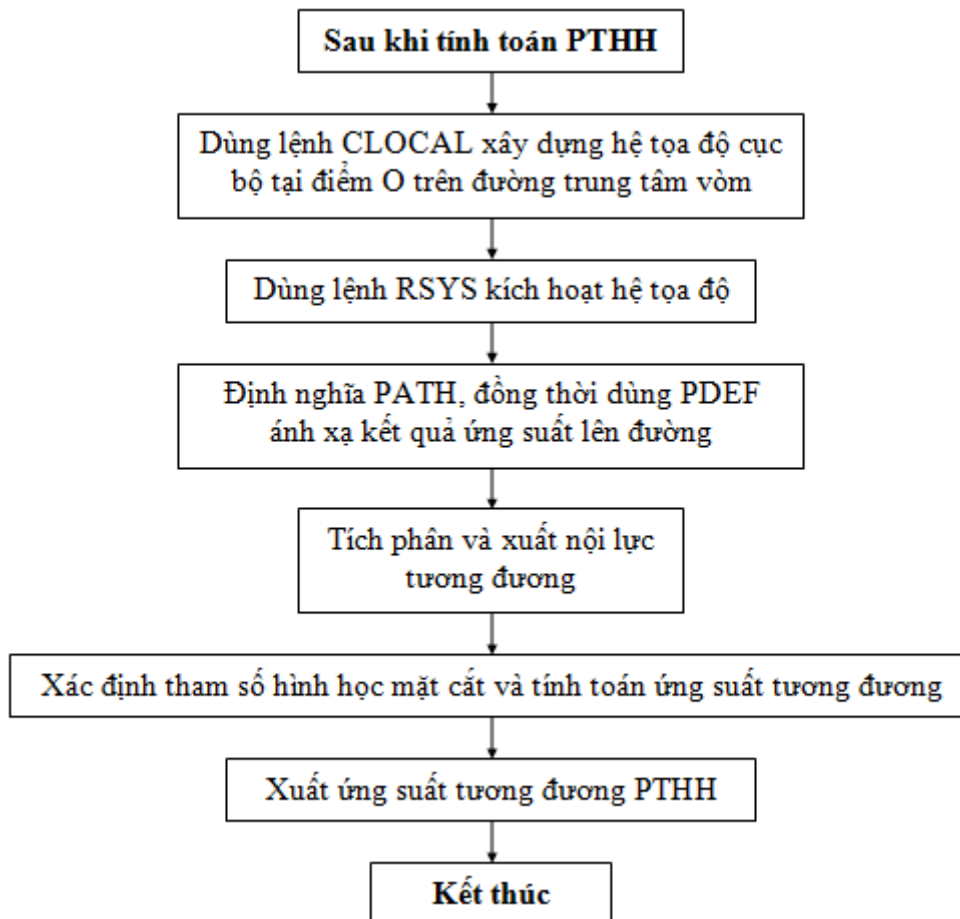 Sau khi tính toán PTHH
Dùng lệnh CLOCAL xây dựng hệ tọa độ cục
bộ tại điểm O trên đường trung tâm vòm
Dùng lệnh RSYS kích hoạt hệ tọa độ
Định nghĩa PATH, đồng thời dùng PDEF
ánh xạ kết quả ứng suất lên đường
Tích phân và xuất nội lực
tương đương
Xác định tham số hình học mặt cắt và tính toán ứng suất tương đương
Xuất ứng suất tương đương PTHH
Kết thúc